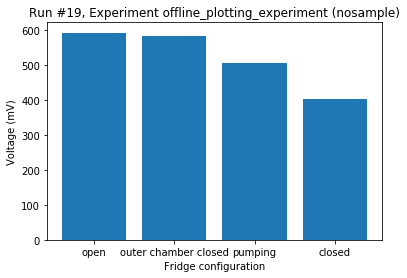 Run #19, Experiment offline_plotting_experiment (nosample)
600
500
400
300
200
100
0
Voltage (mV)
open outer chamber closed pumping closed
Fridge configuration